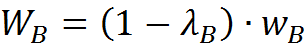 W_B = (1 − λ_B) · w_B